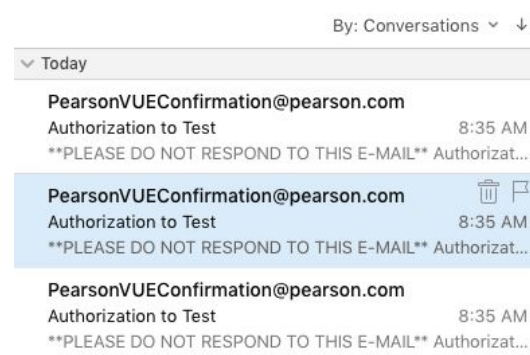 By: Conversations
Today
PearsonVUEConfirmation@pearson.com
Authorization to Test 8:35 AM
**PLEASE DO NOT RESPOND TO THIS E-MAIL** Authorizat...
PearsonVUEConfirmation@pearson.com
Authorization to Test 8:35 AM
**PLEASE DO NOT RESPOND TO THIS E-MAIL** Authorizat...
PearsonVUEConfirmation@pearson.com
Authorization to Test 8:35 AM
**PLEASE DO NOT RESPOND TO THIS E-MAIL** Authorizat...